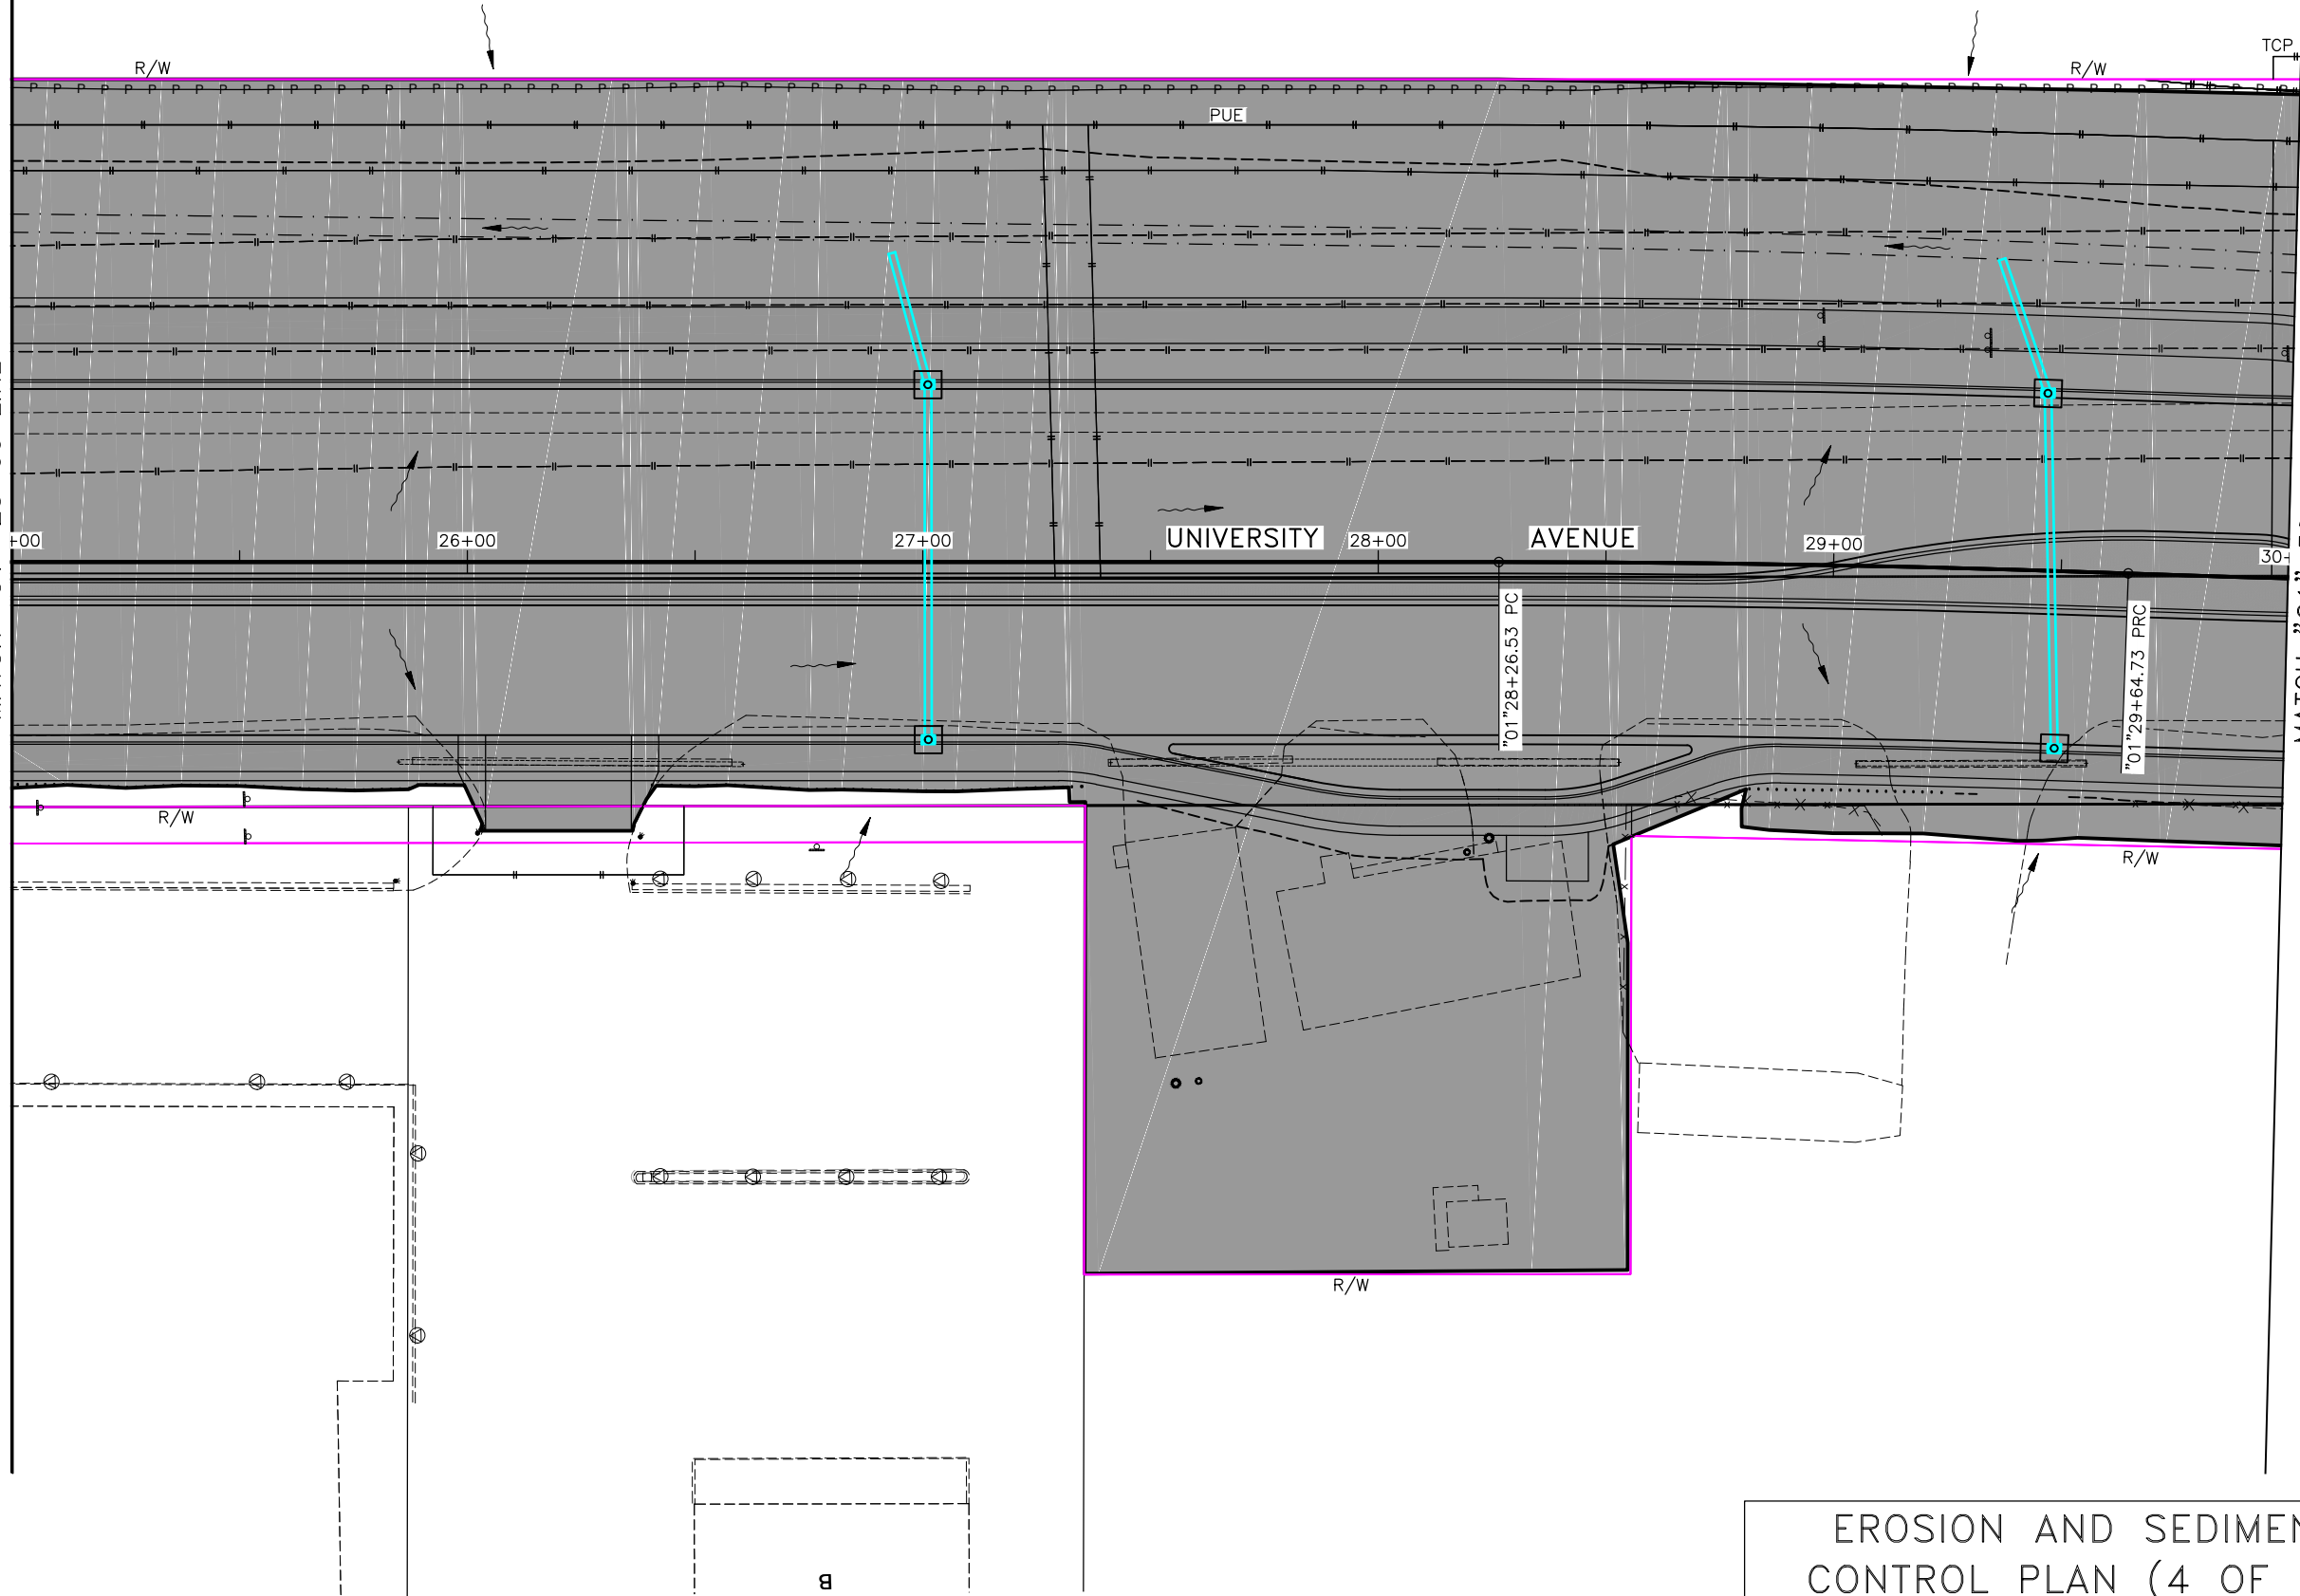 TCP
R/W
R/W
P P P P P P P P P P P P P P P P P P P P P P P P P P P P P P P P P P P P P P P P P P P P P P P P P P P P P P P P P P P P P P P P P P P P P P P P P P P P P P P P P P P P P P P P P P P P P P P
PUE
+00
26+00
27+00
UNIVERSITY
28+00
AVENUE
29+00
30+
"01"28+26.53 PC
"01"29+64.73 PRC
R/W
R/W
R/W
B
EROSION AND SEDIMEN
CONTROL PLAN (4 OF